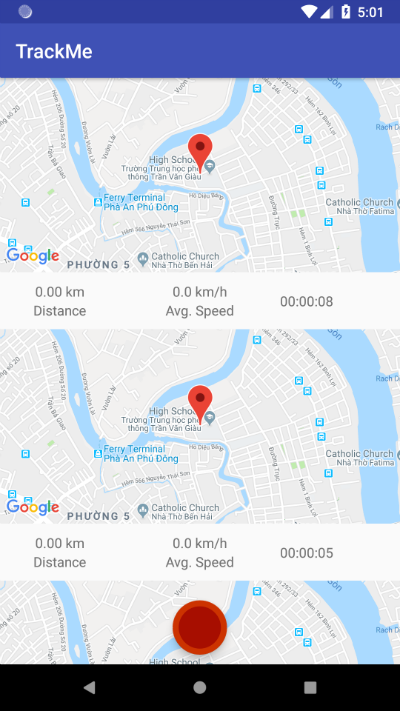 5:01
TrackMe
High School
Trường Trung học phổ
thông Trần Văn Giàu
Ferry Terminal
Phà An Phú Đông
Catholic Church
Nhà Thờ Fatima
Catholic Church
Nhà Thờ Bến Hải
Google
PHƯỜNG 5
0.00 km
Distance
0.0 km/h
Avg. Speed
00:00:08
High School
Trường Trung học phổ
thông Trần Văn Giàu
Ferry Terminal
Phà An Phú Đông
Catholic Church
Nhà Thờ Fatima
Catholic Church
Nhà Thờ Bến Hải
Google
PHƯỜNG 5
0.00 km
Distance
0.0 km/h
Avg. Speed
00:00:05